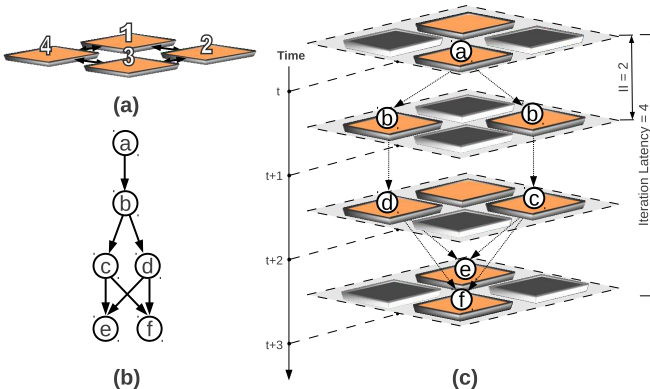 4
1
2
3
(a)
a
b
c
d
e
f
(b)
Time
t
t+1
t+2
t+3
a
b
b
d
c
e
f
II = 2
Iteration Latency = 4
(c)